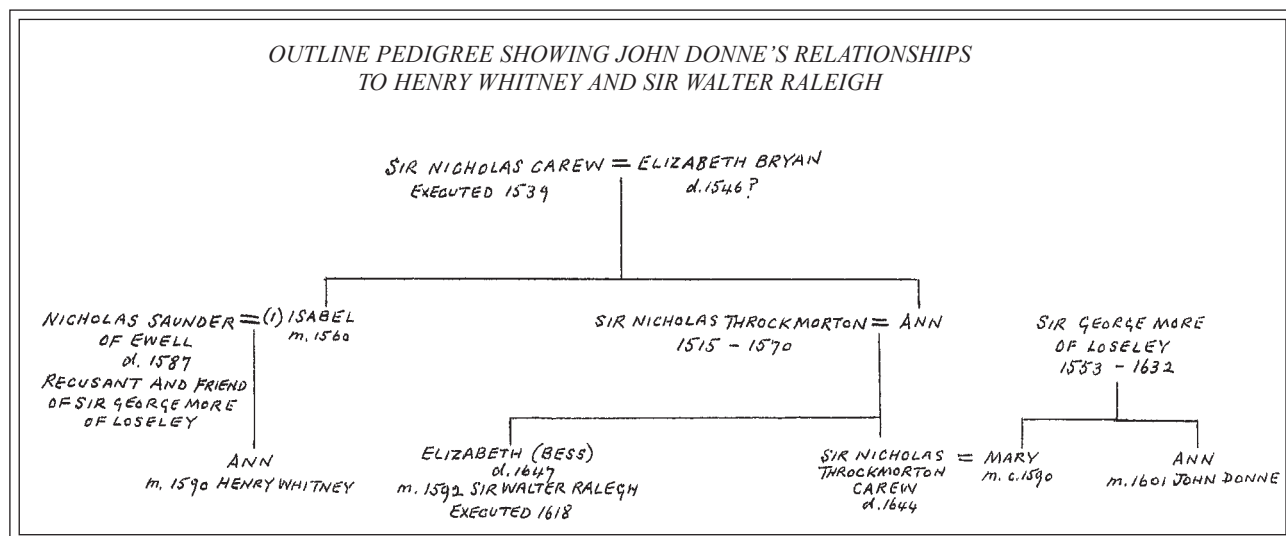 OUTLINE PEDIGREE SHOWING JOHN DONNE'S RELATIONSHIPS
TO HENRY WHITNEY AND SIR WALTER RALEIGH
SIR NICHOLAS CAREW = ELIZABETH BRYAN
EXECUTED 1539
d.1546?
NICHOLAS SAUNDER = (1) ISABEL
OF EWELL
m.1560
d. 1587
RECUSANT AND FRIEND
OF SIR GEORGE MORE
OF LOSELEY
SIR NICHOLAS THROCKMORTON = ANN
1515 - 1570
SIR GEORGE MORE
OF LOSELEY
1553 - 1632
ANN
m. 1590 HENRY WHITNEY
ELIZABETH (BESS)
d.1647
m. 1592 SIR WALTER RALEGH
EXECUTED 1618
SIR NICHOLAS = MARY
THROCKMORTON
m. c.1590
CAREW
d.1644
ANN
m.1601 JOHN DONNE